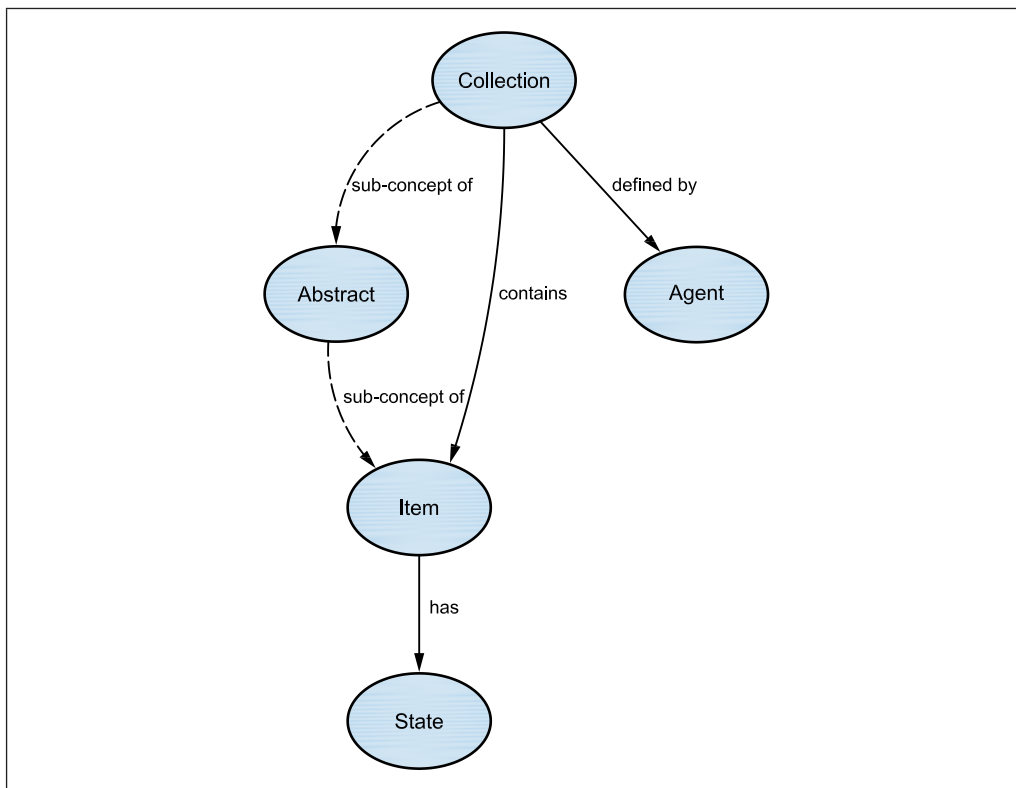 Collection
sub-concept of
defined by
Abstract
contains
Agent
sub-concept of
Item
has
State